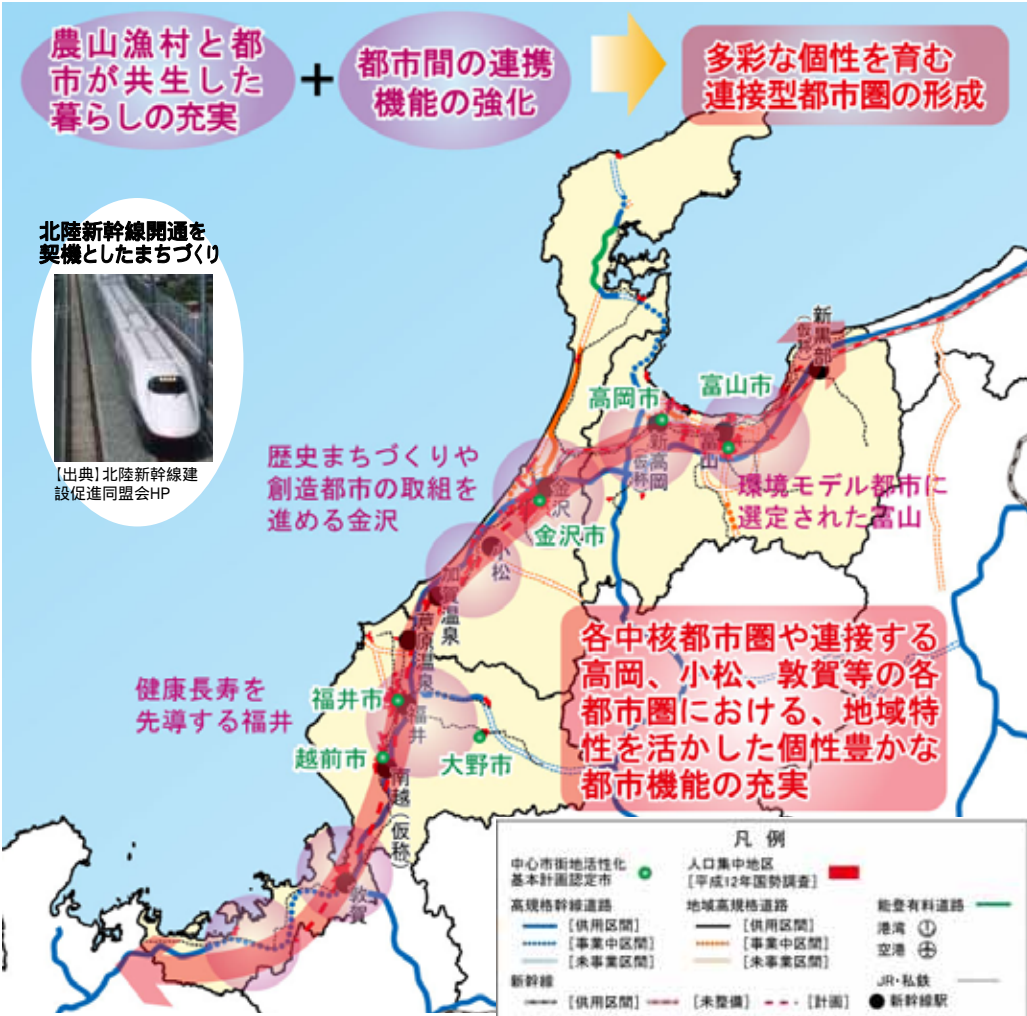 農山漁村と都
市が共生した
暮らしの充実
+
都市間の連携
機能の強化
多彩な個性を育む
連接型都市圏の形成
北陸新幹線開通を
契機としたまちづくり
【出典】北陸新幹線建
設促進同盟会HP
新黒部
(仮称)
富山市
高岡市
富山
新高岡
(仮称)
環境モデル都市に
選定された富山
歴史まちづくりや
創造都市の取組を
進める金沢
金沢
金沢市
小松
加賀温泉
芦原温泉
健康長寿を
先導する福井
福井市
福井
越前市
大野市
南越(仮称)
敦賀
各中核都市圏や連接する
高岡、小松、敦賀等の各
都市圏における、地域特
性を活かした個性豊かな
都市機能の充実
凡例
中心市街地活性化
基本計画認定市
人口集中地区
[平成12年国勢調査]
高規格幹線道路
[供用区間]
[事業中区間]
[未事業区間]
地域高規格道路
[供用区間]
[事業中区間]
[未事業区間]
能登有料道路
港湾
空港
新幹線
[供用区間]
[未整備]
[計画]
JR・私鉄
新幹線駅